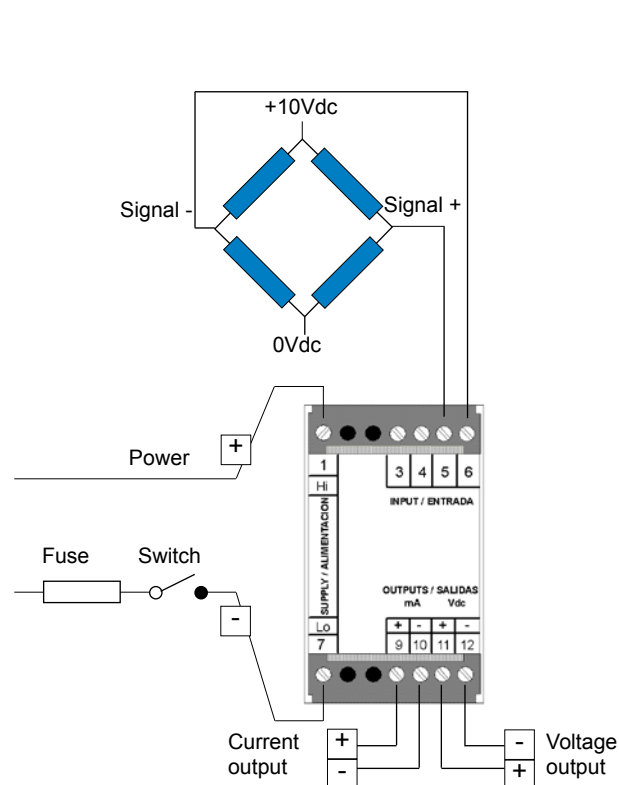 +10Vdc
Signal -
Signal +
0Vdc
Power
+
1
Hi
3 4 5 6
INPUT / ENTRADA
SUPPLY / ALIMENTACION
Fuse
Switch
-
OUTPUTS / SALIDAS
mA Vdc
+ - + -
Lo
7
9 10 11 12
Current
output
+
-
-
+
Voltage
output